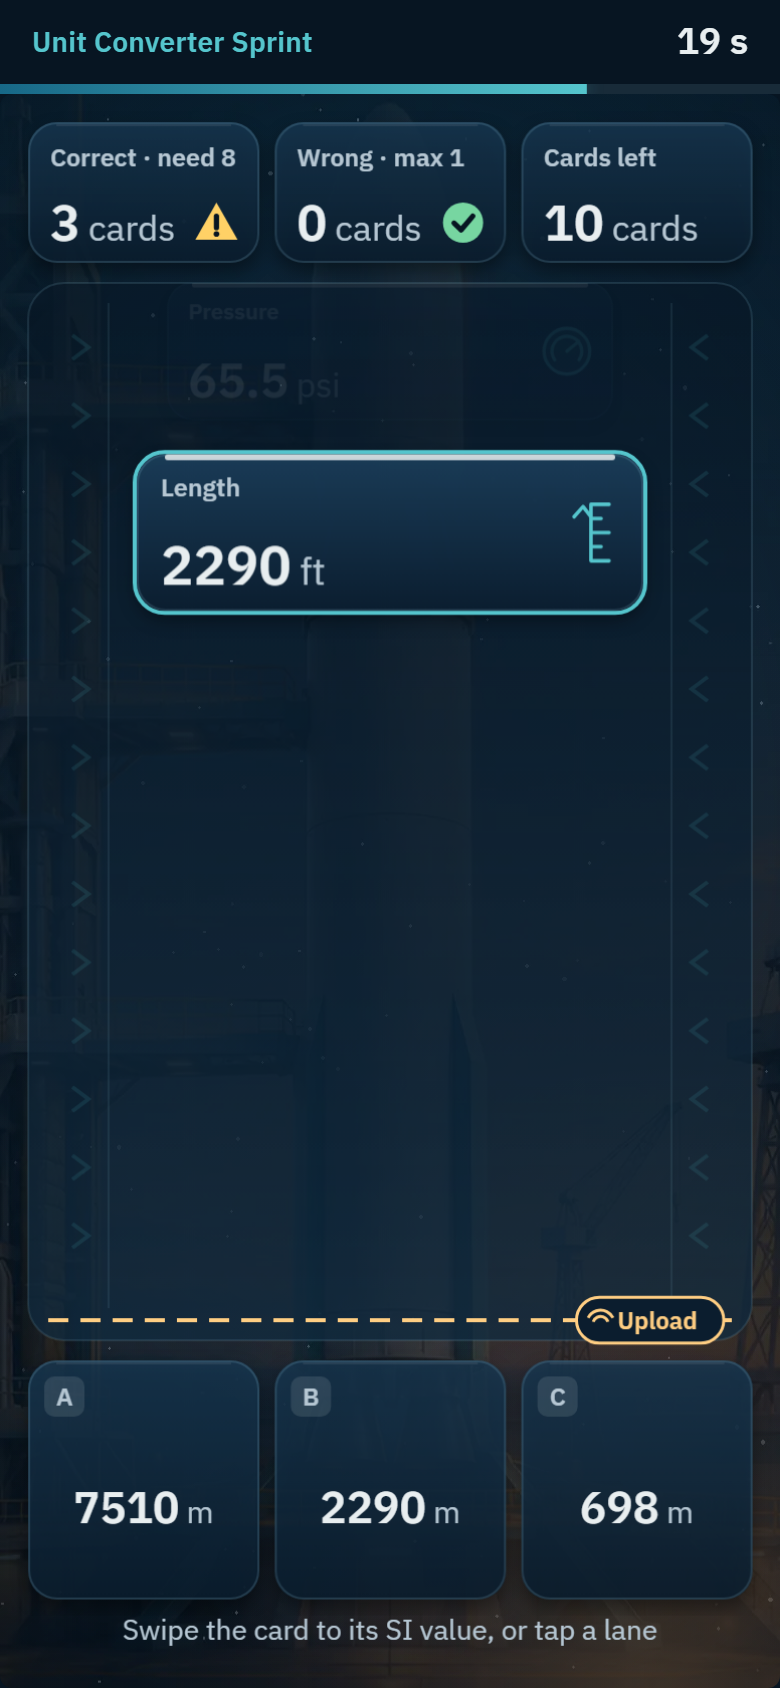 Unit Converter Sprint
19 s
Correct · need 8
3 cards
Wrong · max 1
0 cards
Cards left
10 cards
Pressure
65.5 psi
Length
2290 ft
Upload
A
7510 m
B
2290 m
C
698 m
Swipe the card to its SI value, or tap a lane